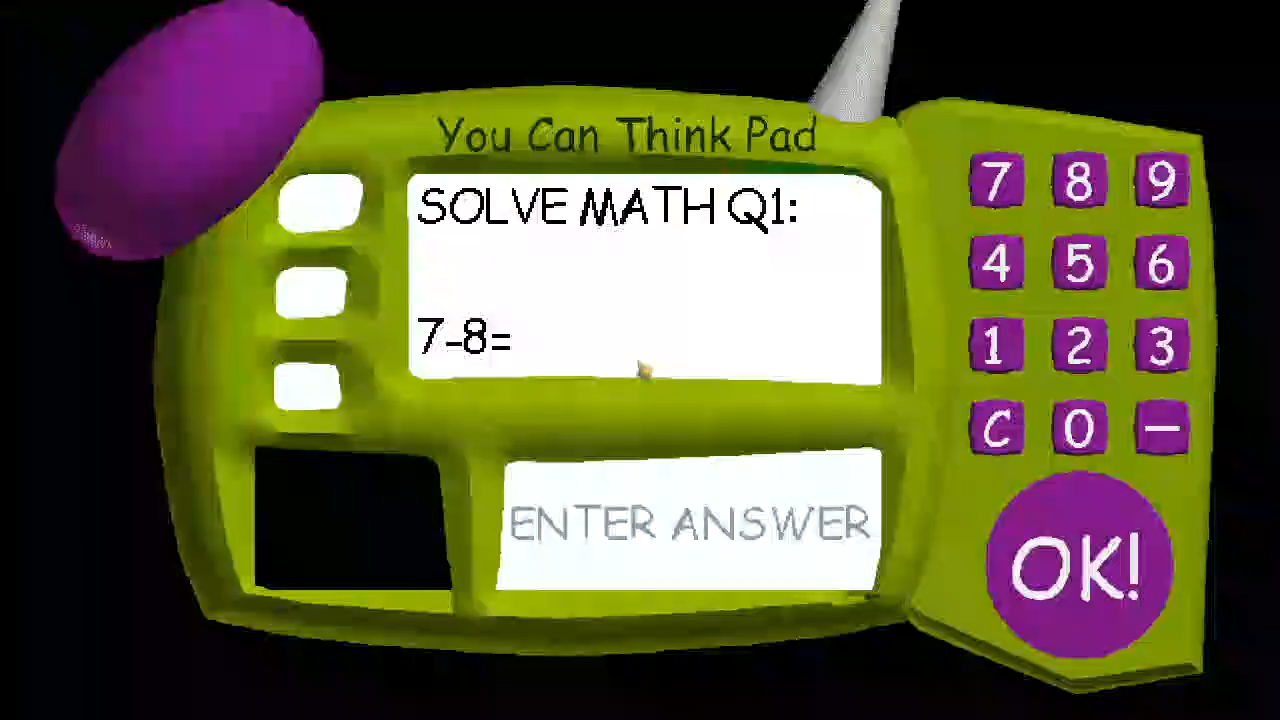 You Can Think Pad
SOLVE MATH Q1:
7-8=
ENTER ANSWER
7 8 9
4 5 6
1 2 3
C 0 –
OK!